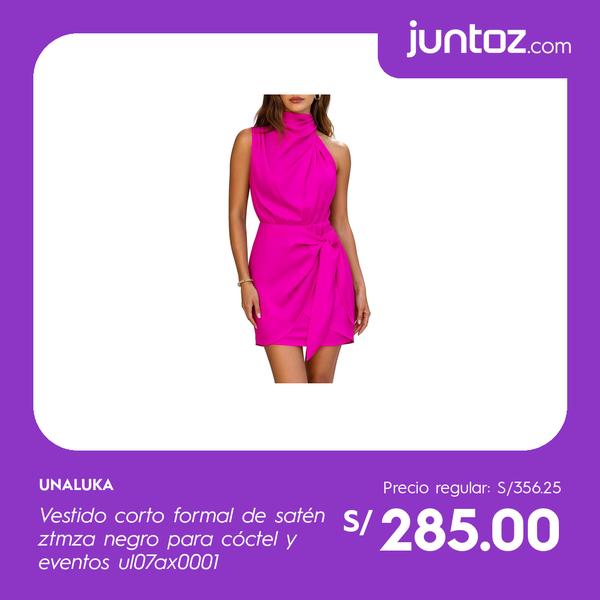 juntoz.com
UNALUKA
Vestido corto formal de satén
ztmza negro para cóctel y
eventos ul07ax0001
Precio regular: S/356.25
S/285.00